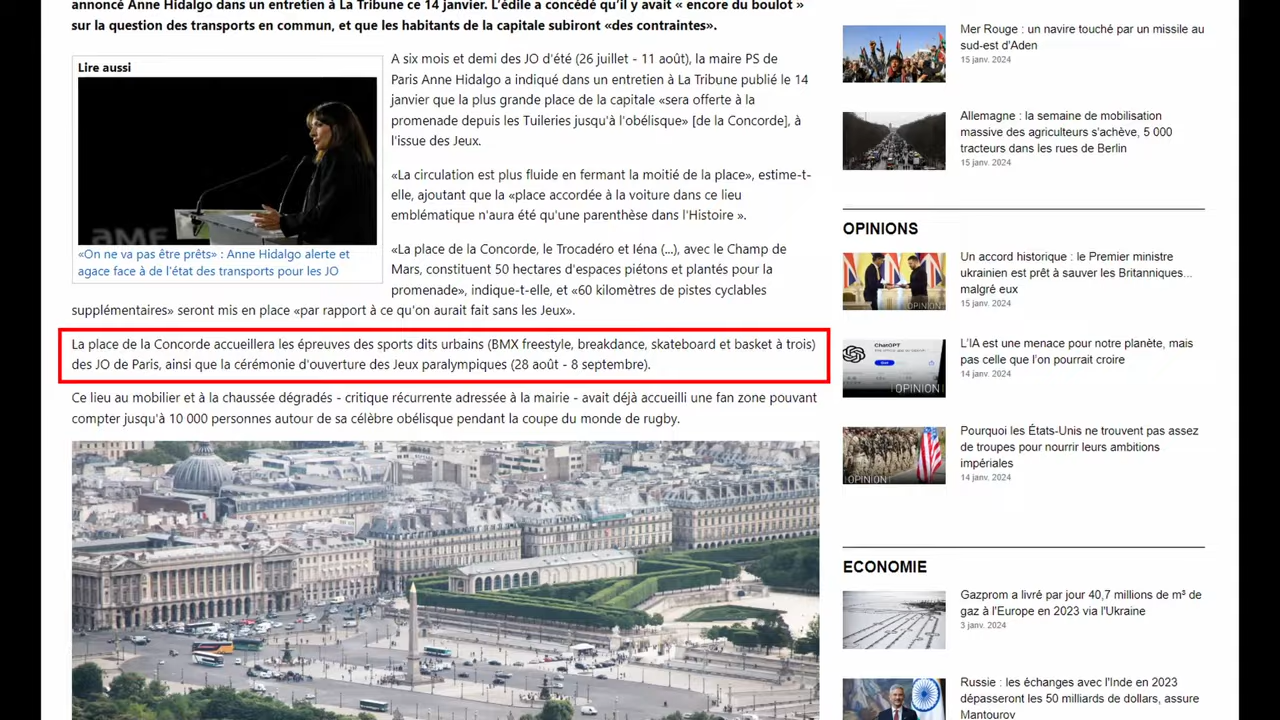 annoncé Anne Hidalgo dans un entretien à La Tribune ce 14 janvier. L'édile a concédé qu'il y avait « encore du boulot »
sur la question des transports en commun, et que les habitants de la capitale subiront «des contraintes».
Lire aussi
AMF
«On ne va pas être prêts» : Anne Hidalgo alerte et
agace face à de l'état des transports pour les JO
A six mois et demi des JO d'été (26 juillet - 11 août), la maire PS de
Paris Anne Hidalgo a indiqué dans un entretien à La Tribune publié le 14
janvier que la plus grande place de la capitale «sera offerte à la
promenade depuis les Tuileries jusqu'à l'obélisque» [de la Concorde], à
l'issue des Jeux.
«La circulation est plus fluide en fermant la moitié de la place», estime-t-
elle, ajoutant que la «place accordée à la voiture dans ce lieu
emblématique n'aura été qu'une parenthèse dans l'Histoire ».
«La place de la Concorde, le Trocadéro et Iéna (...), avec le Champ de
Mars, constituent 50 hectares d'espaces piétons et plantés pour la
promenade», indique-t-elle, et «60 kilomètres de pistes cyclables
supplémentaires» seront mis en place «par rapport à ce qu'on aurait fait sans les Jeux».
La place de la Concorde accueillera les épreuves des sports dits urbains (BMX freestyle, breakdance, skateboard et basket à trois)
des JO de Paris, ainsi que la cérémonie d'ouverture des Jeux paralympiques (28 août - 8 septembre).
Ce lieu au mobilier et à la chaussée dégradés - critique récurrente adressée à la mairie - avait déjà accueilli une fan zone pouvant
compter jusqu'à 10 000 personnes autour de sa célèbre obélisque pendant la coupe du monde de rugby.
Mer Rouge : un navire touché par un missile au
sud-est d'Aden
15 janv. 2024
Allemagne : la semaine de mobilisation
massive des agriculteurs s'achève, 5 000
tracteurs dans les rues de Berlin
15 janv. 2024
OPINIONS
OPINION
Un accord historique : le Premier ministre
ukrainien est prêt à sauver les Britanniques...
malgré eux
15 janv. 2024
ChatGPT
OPINION
L'IA est une menace pour notre planète, mais
pas celle que l'on pourrait croire
14 janv. 2024
OPINION
Pourquoi les États-Unis ne trouvent pas assez
de troupes pour nourrir leurs ambitions
impériales
14 janv. 2024
ECONOMIE
Gazprom a livré par jour 40,7 millions de m³ de
gaz à l'Europe en 2023 via l'Ukraine
3 janv. 2024
Russie : les échanges avec l'Inde en 2023
dépasseront les 50 milliards de dollars, assure
Mantourov